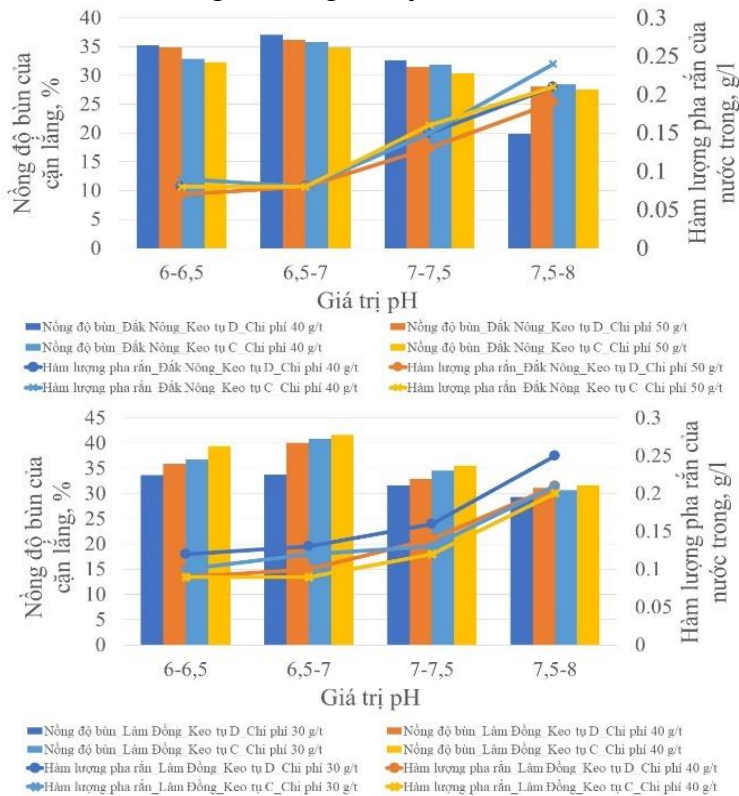 40
35
30
25
20
15
10
5
0
Nồng độ bùn của
cặn lắng, %
0.3
0.25
0.2
0.15
0.1
0.05
0
Hàm lượng pha rắn của
nước trong, g/l
6-6,5 6,5-7 7-7,5 7,5-8
Giá trị pH
Nồng độ bùn_Đắk Nông_Keo tụ D_Chi phí 40 g/t Nồng độ bùn_Đắk Nông_Keo tụ D_Chi phí 50 g/t
Nồng độ bùn_Đắk Nông_Keo tụ C_Chi phí 40 g/t Nồng độ bùn_Đắk Nông_Keo tụ C_Chi phí 50 g/t
Hàm lượng pha rắn_Đắk Nông_Keo tụ D_Chi phí 40 g/t Hàm lượng pha rắn_Đắk Nông_Keo tụ D_Chi phí 50 g/t
Hàm lượng pha rắn_Đắk Nông_Keo tụ C_Chi phí 40 g/t Hàm lượng pha rắn_Đắk Nông_Keo tụ C_Chi phí 50 g/t
45
40
35
30
25
20
15
10
5
0
Nồng độ bùn của
cặn lắng, %
0.3
0.25
0.2
0.15
0.1
0.05
0
Hàm lượng pha rắn của
nước trong, g/l
6-6,5 6,5-7 7-7,5 7,5-8
Giá trị pH
Nồng độ bùn_Lâm Đồng_Keo tụ D_Chi phí 30 g/t Nồng độ bùn_Lâm Đồng_Keo tụ D_Chi phí 40 g/t
Nồng độ bùn_Lâm Đồng_Keo tụ C_Chi phí 30 g/t Nồng độ bùn_Lâm Đồng_Keo tụ C_Chi phí 40 g/t
Hàm lượng pha rắn_Lâm Đồng_Keo tụ D_Chi phí 30 g/t Hàm lượng pha rắn_Lâm Đồng_Keo tụ D_Chi phí 40 g/t
Hàm lượng pha rắn_Lâm Đồng_Keo tụ C_Chi phí 30 g/t Hàm lượng pha rắn_Lâm Đồng_Keo tụ C_Chi phí 40 g/t